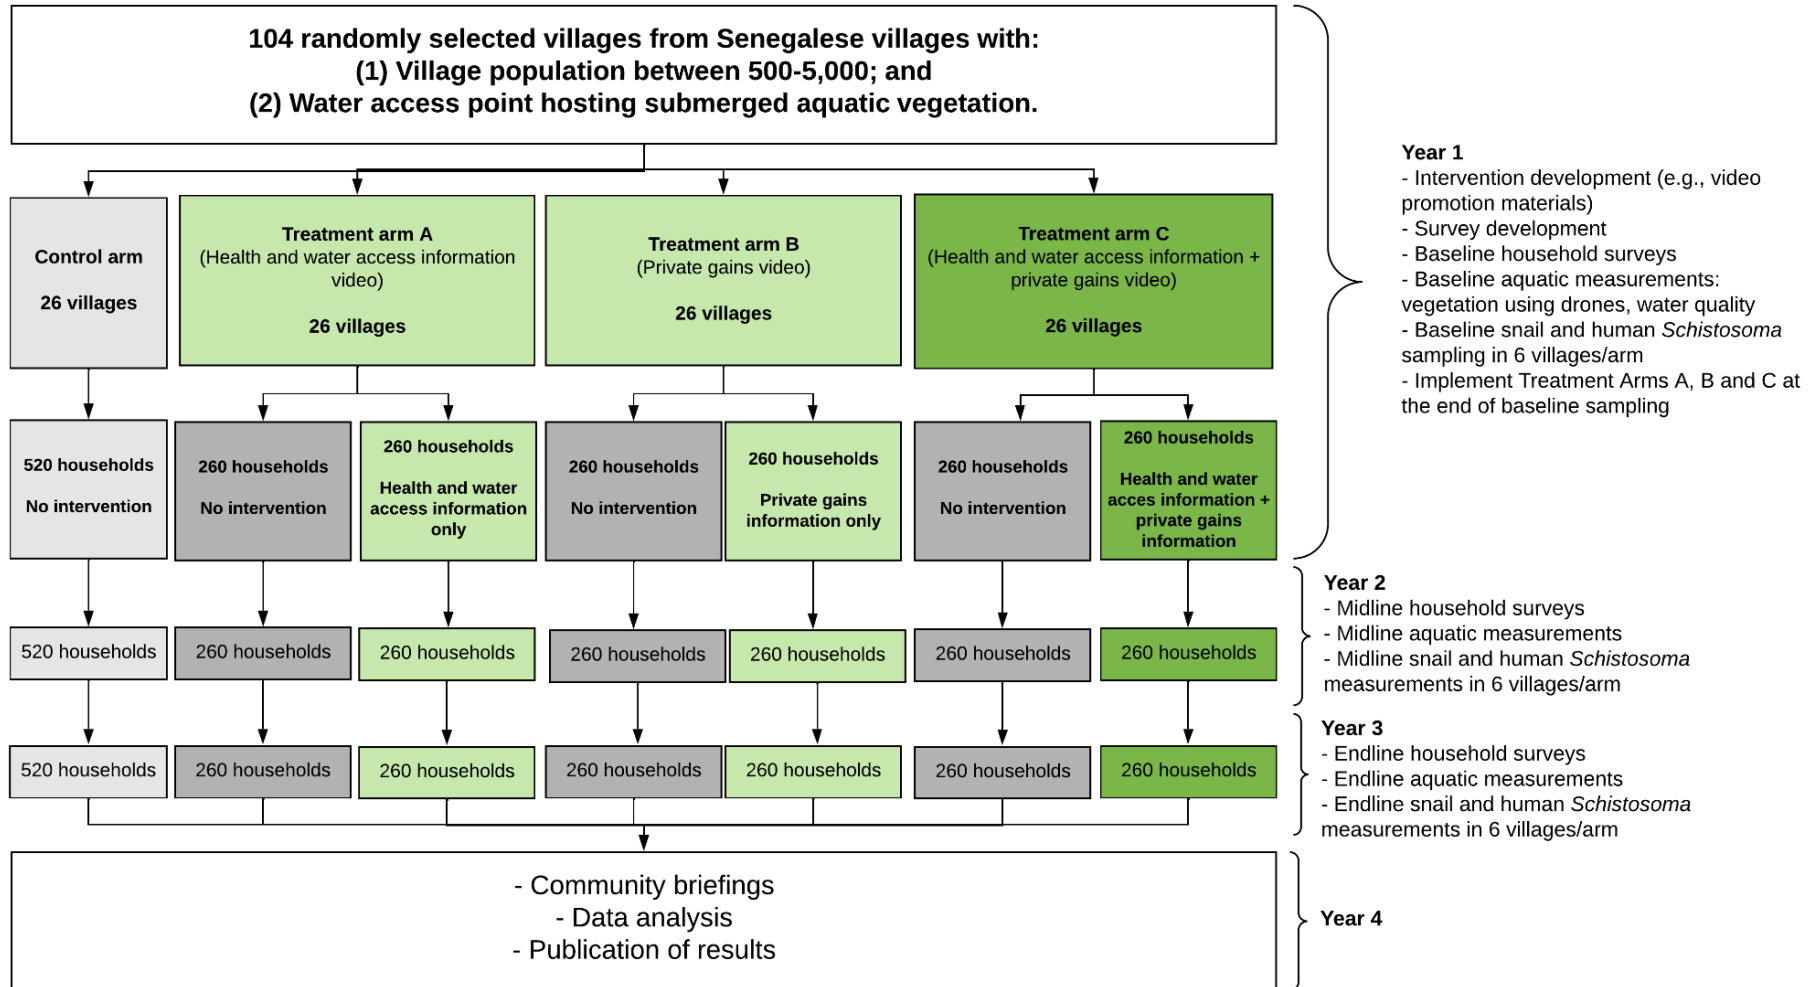 104 randomly selected villages from Senegalese villages with:
(1) Village population between 500-5,000; and
(2) Water access point hosting submerged aquatic vegetation.
Control arm
26 villages
Treatment arm A
(Health and water access information
video)
26 villages
Treatment arm B
(Private gains video)
26 villages
Treatment arm C
(Health and water access information +
private gains video)
26 villages
520 households
No intervention
260 households
No intervention
260 households
Health and water
access information
only
260 households
No intervention
260 households
Private gains
information only
260 households
No intervention
260 households
Health and water
acces information +
private gains
information
Year 1
- Intervention development (e.g., video
promotion materials)
- Survey development
- Baseline household surveys
- Baseline aquatic measurements:
vegetation using drones, water quality
- Baseline snail and human Schistosoma
sampling in 6 villages/arm
- Implement Treatment Arms A, B and C at
the end of baseline sampling
520 households
260 households
260 households
260 households
260 households
260 households
260 households
Year 2
- Midline household surveys
- Midline aquatic measurements
- Midline snail and human Schistosoma
measurements in 6 villages/arm
520 households
260 households
260 households
260 households
260 households
260 households
260 households
Year 3
- Endline household surveys
- Endline aquatic measurements
- Endline snail and human Schistosoma
measurements in 6 villages/arm
- Community briefings
- Data analysis
- Publication of results
Year 4